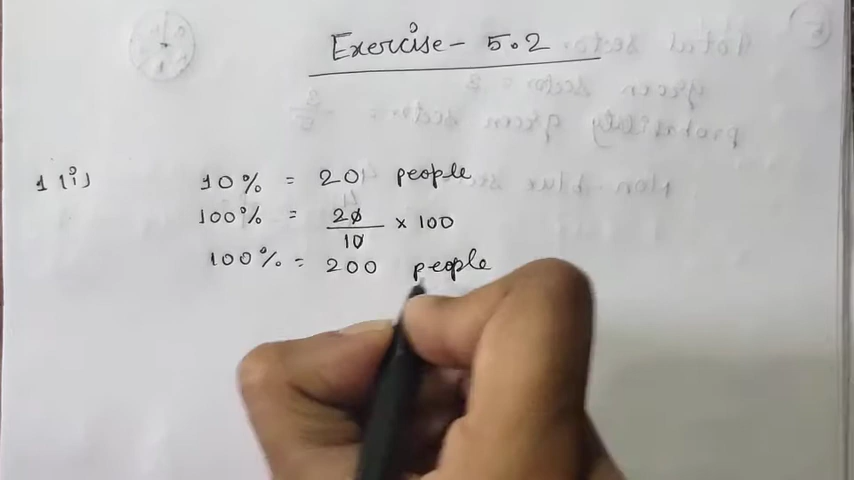 Exercise - 5.2
1 (i) 10% = 20 people
100% = 20/10 × 100
100% = 200 people